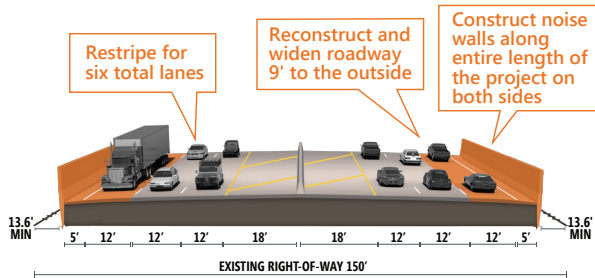 Restripe for
six total lanes
Reconstruct and
widen roadway
9' to the outside
Construct noise
walls along
entire length of
the project on
both sides
13.6'
MIN
5' 12' 12' 12' 18' 18' 12' 12' 12' 5'
13.6'
MIN
EXISTING RIGHT-OF-WAY 150'